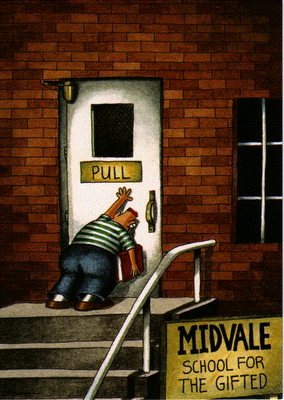 PULL
MIDVALE
SCHOOL FOR
THE GIFTED